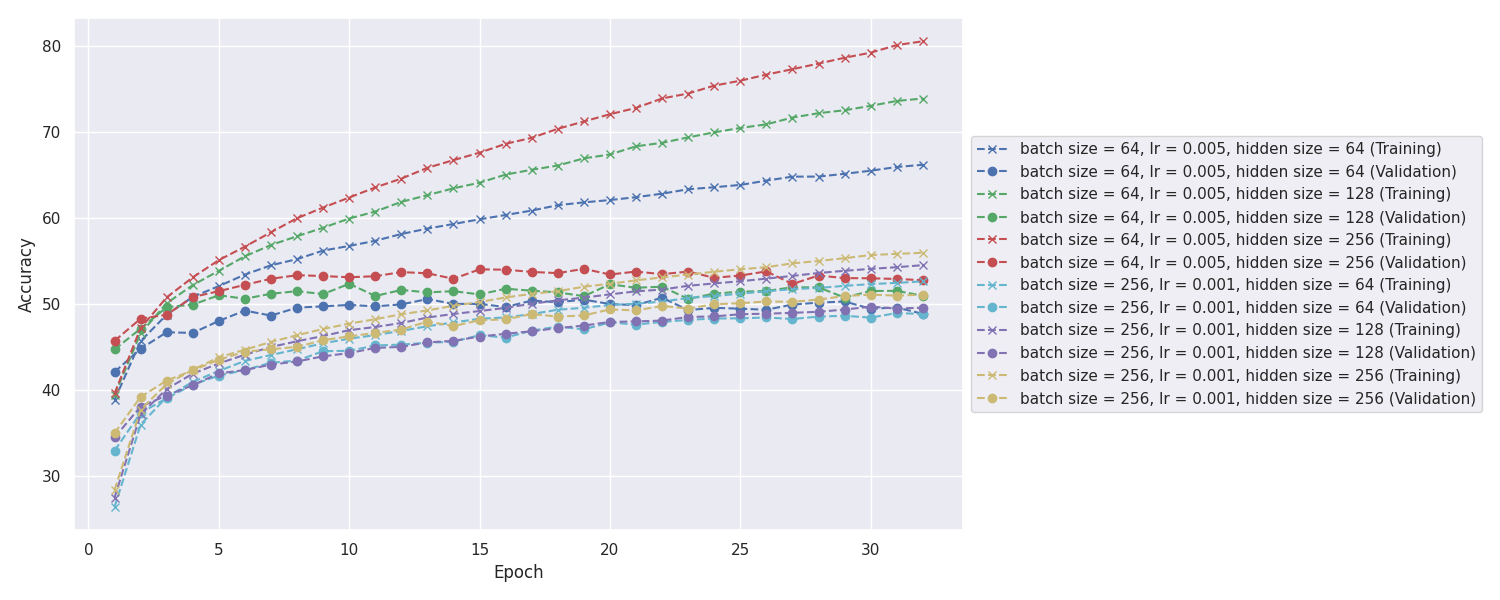 80
70
60
50
40
30
Accuracy
0 5 10 15 20 25 30
Epoch
batch size = 64, lr = 0.005, hidden size = 64 (Training)
batch size = 64, lr = 0.005, hidden size = 64 (Validation)
batch size = 64, lr = 0.005, hidden size = 128 (Training)
batch size = 64, lr = 0.005, hidden size = 128 (Validation)
batch size = 64, lr = 0.005, hidden size = 256 (Training)
batch size = 64, lr = 0.005, hidden size = 256 (Validation)
batch size = 256, lr = 0.001, hidden size = 64 (Training)
batch size = 256, lr = 0.001, hidden size = 64 (Validation)
batch size = 256, lr = 0.001, hidden size = 128 (Training)
batch size = 256, lr = 0.001, hidden size = 128 (Validation)
batch size = 256, lr = 0.001, hidden size = 256 (Training)
batch size = 256, lr = 0.001, hidden size = 256 (Validation)